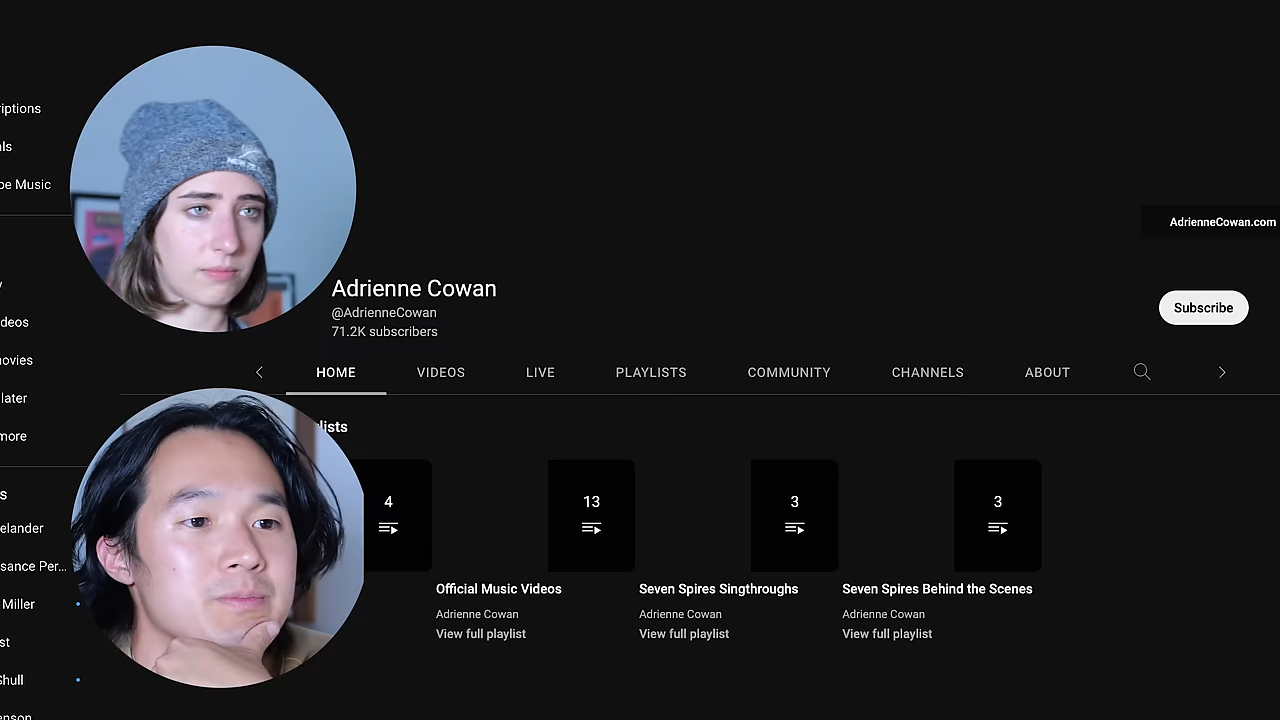 riptions
als
be Music
AdrienneCowan.com
Adrienne Cowan
@AdrienneCowan
71.2K subscribers
Subscribe
y
deos
movies
later
more
HOME
VIDEOS
LIVE
PLAYLISTS
COMMUNITY
CHANNELS
ABOUT
lists
s
elander
sance Per...
Miller
st
Shull
enson
4
13
3
3
Official Music Videos
Adrienne Cowan
View full playlist
Seven Spires Singthroughs
Adrienne Cowan
View full playlist
Seven Spires Behind the Scenes
Adrienne Cowan
View full playlist